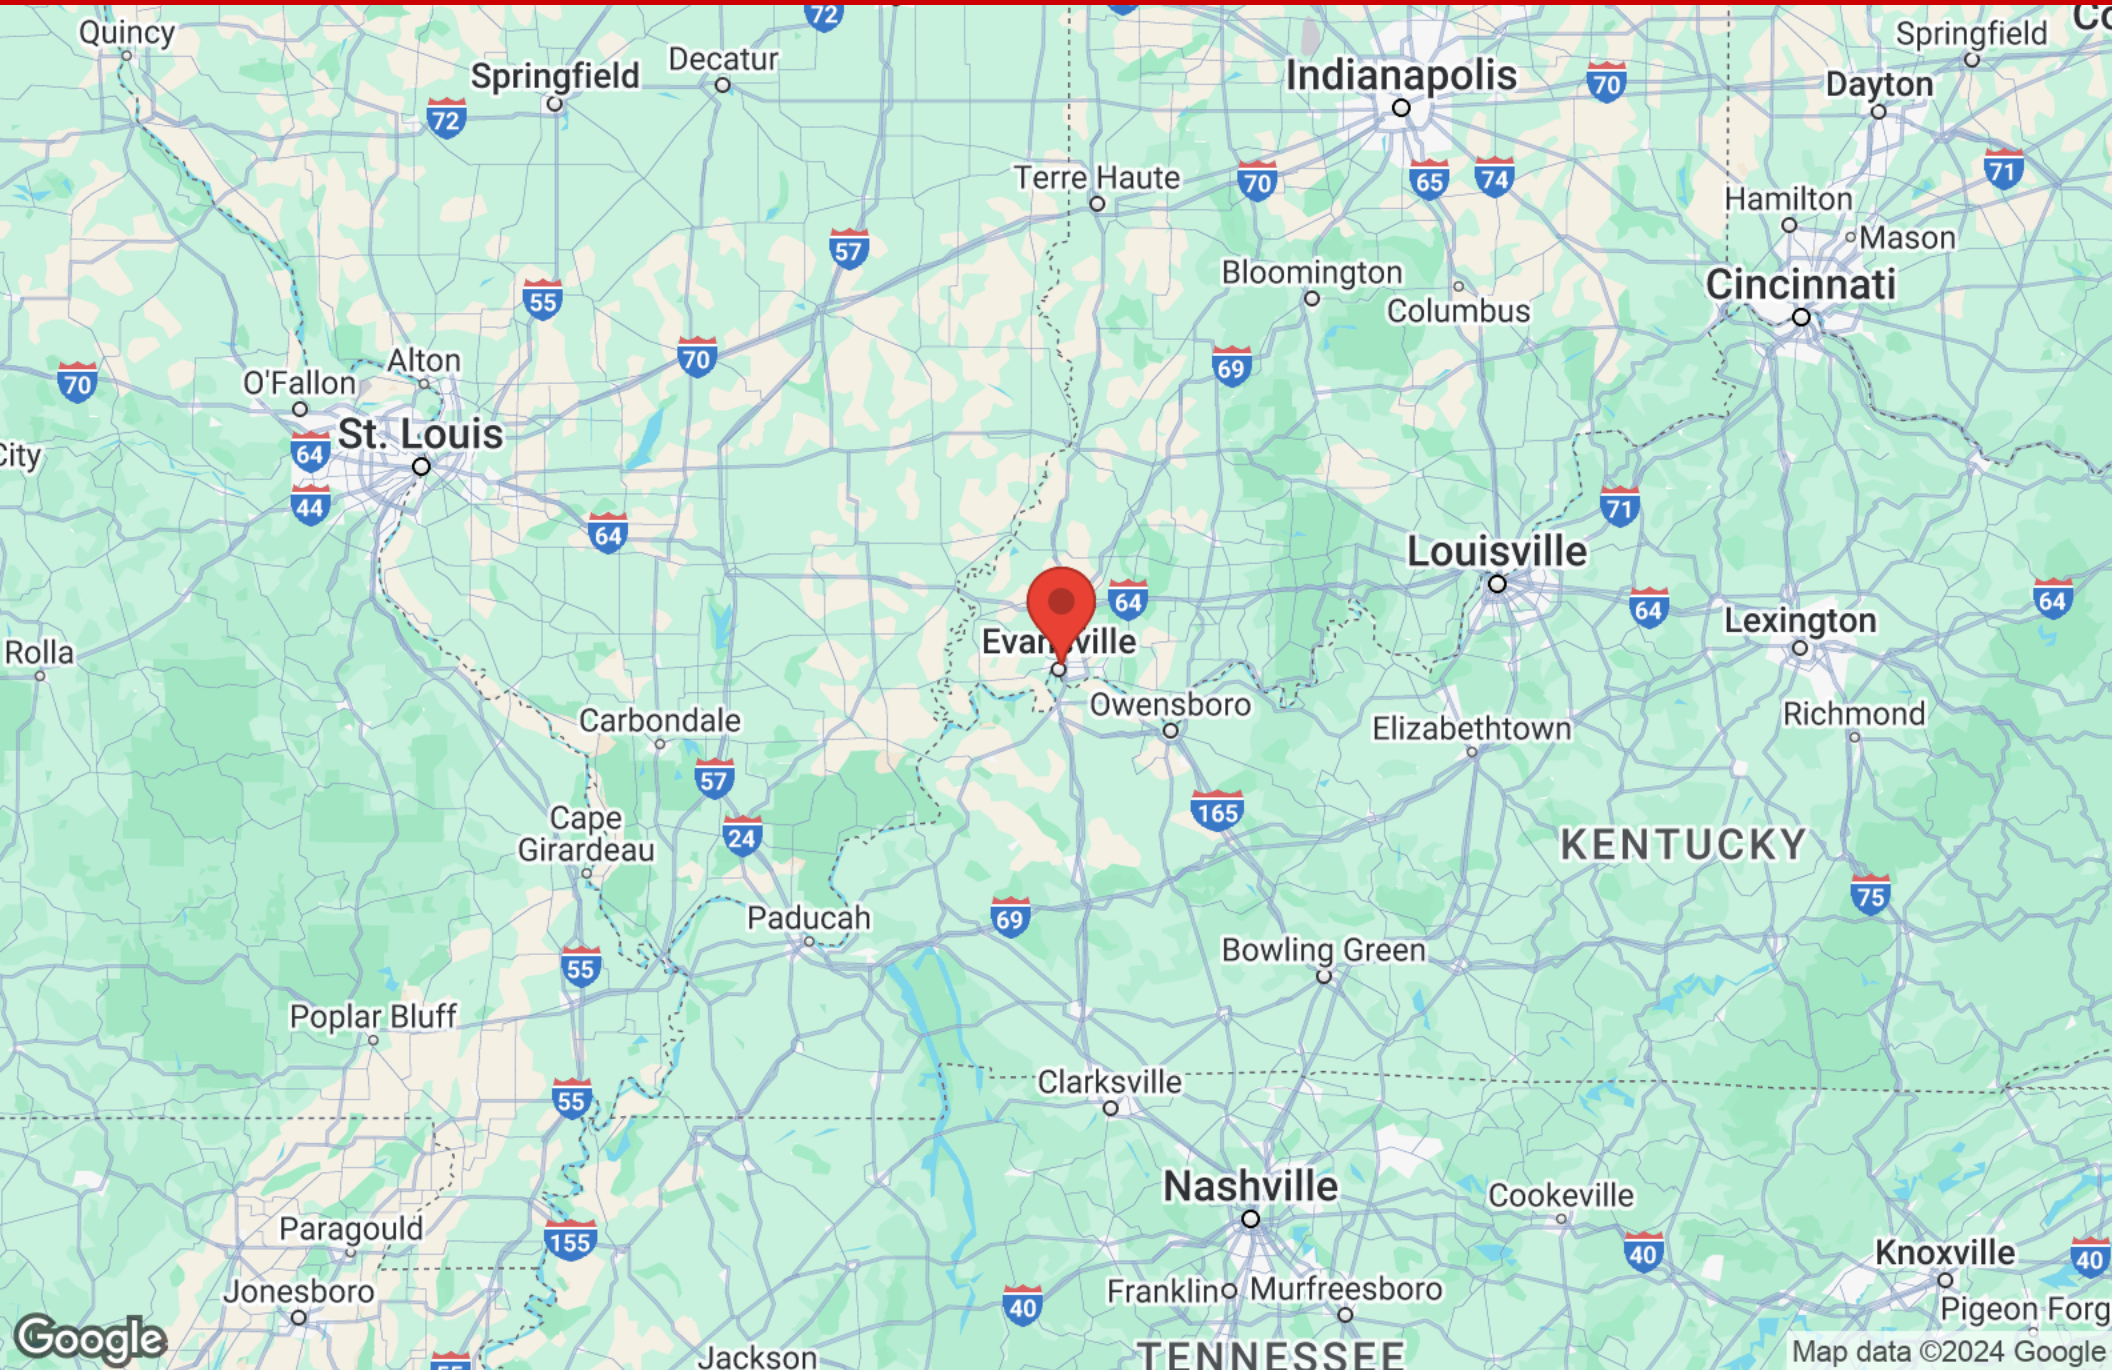 Quincy
72
Springfield
Co
Decatur
Springfield
Indianapolis
70
Dayton
72
Terre Haute
70
65
74
71
Hamilton
Mason
57
Bloomington
Cincinnati
55
Columbus
Alton
70
69
70
O'Fallon
St. Louis
64
City
44
71
64
Louisville
64
64
64
Lexington
Evansville
Rolla
Owensboro
Carbondale
Elizabethtown
Richmond
57
165
Cape
Girardeau
24
KENTUCKY
75
Paducah
69
Bowling Green
55
Poplar Bluff
Clarksville
55
Nashville
Cookeville
Paragould
155
40
Knoxville
40
Jonesboro
40
Franklin
Murfreesboro
Pigeon Forg
Google
Jackson
TENNESSEE
Map data ©2024 Google